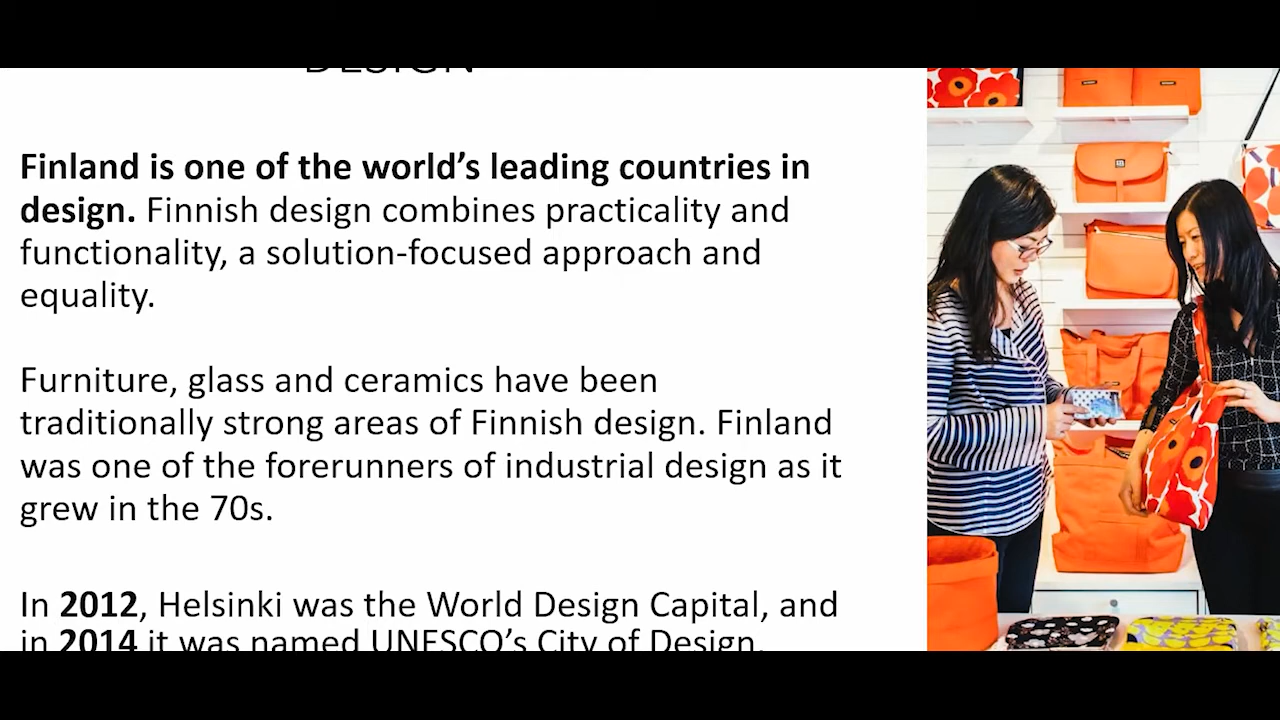 DESIGN
Finland is one of the world’s leading countries in
design. Finnish design combines practicality and
functionality, a solution-focused approach and
equality.
Furniture, glass and ceramics have been
traditionally strong areas of Finnish design. Finland
was one of the forerunners of industrial design as it
grew in the 70s.
In 2012, Helsinki was the World Design Capital, and
in 2014 it was named UNESCO’s City of Design.